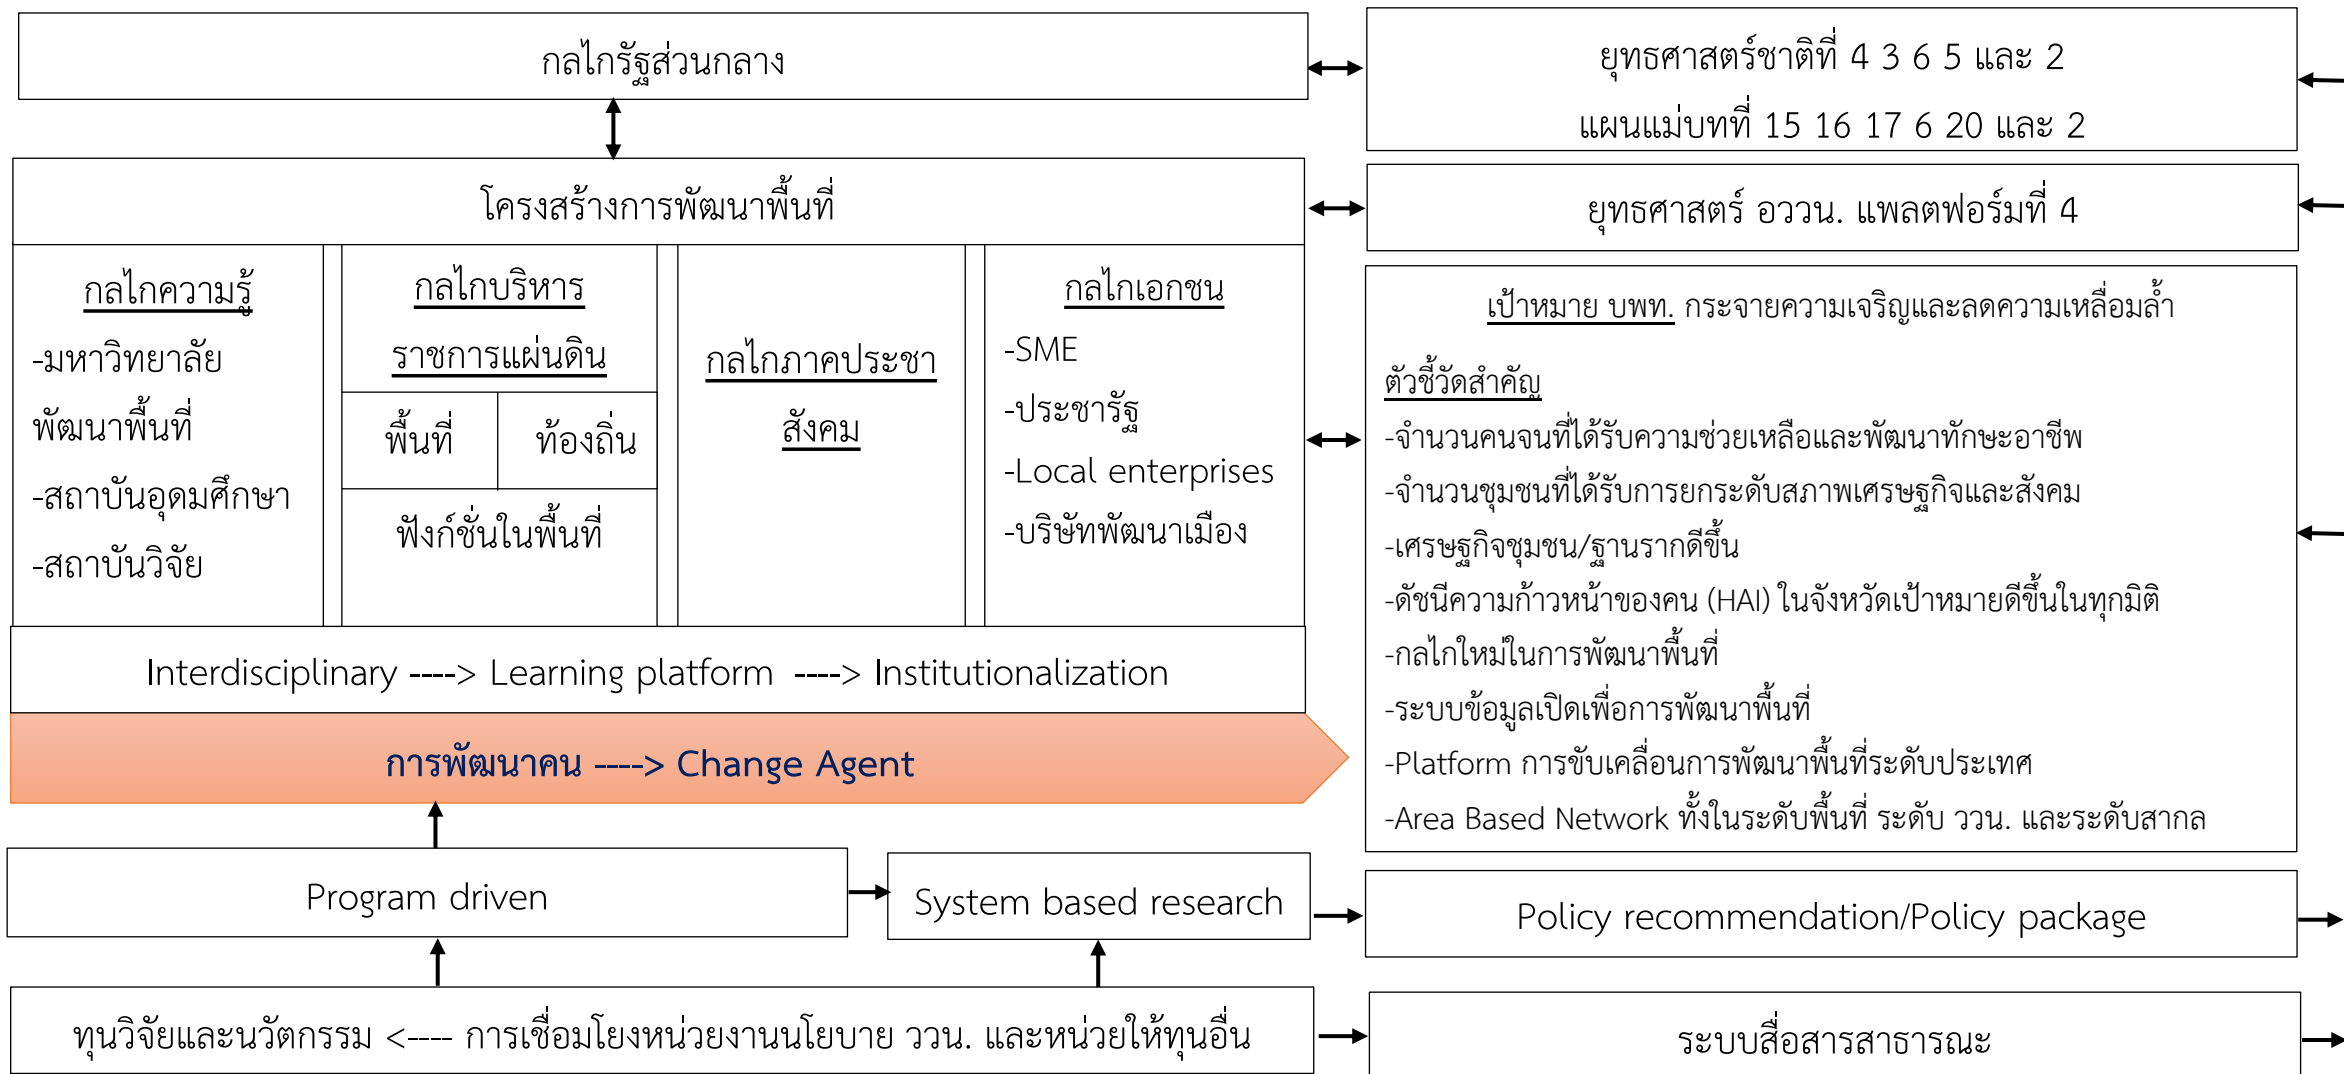 กลไกรัฐส่วนกลาง
ยุทธศาสตร์ชาติที่ 4 3 6 5 และ 2
แผนแม่บทที่ 15 16 17 6 20 และ 2
โครงสร้างการพัฒนาพื้นที่
ยุทธศาสตร์ อววน. แพลตฟอร์มที่ 4
กลไกความรู้
-มหาวิทยาลัย
พัฒนาพื้นที่
-สถาบันอุดมศึกษา
-สถาบันวิจัย
กลไกบริหาร
ราชการแผ่นดิน
พื้นที่
ท้องถิ่น
ฟังก์ชั่นในพื้นที่
กลไกภาคประชา
สังคม
กลไกเอกชน
-SME
-ประชารัฐ
-Local enterprises
-บริษัทพัฒนาเมือง
เป้าหมาย บพท. กระจายความเจริญและลดความเหลื่อมล้ำ
ตัวชี้วัดสำคัญ
-จำนวนคนจนที่ได้รับความช่วยเหลือและพัฒนาทักษะอาชีพ
-จำนวนชุมชนที่ได้รับการยกระดับสภาพเศรษฐกิจและสังคม
-เศรษฐกิจชุมชน/ฐานรากดีขึ้น
-ดัชนีความก้าวหน้าของคน (HAI) ในจังหวัดเป้าหมายดีขึ้นในทุกมิติ
-กลไกใหม่ในการพัฒนาพื้นที่
-ระบบข้อมูลเปิดเพื่อการพัฒนาพื้นที่
-Platform การขับเคลื่อนการพัฒนาพื้นที่ระดับประเทศ
-Area Based Network ทั้งในระดับพื้นที่ ระดับ ววน. และระดับสากล
Interdisciplinary ----> Learning platform ----> Institutionalization
การพัฒนาคน ----> Change Agent
Program driven
System based research
Policy recommendation/Policy package
ทุนวิจัยและนวัตกรรม <---- การเชื่อมโยงหน่วยงานนโยบาย ววน. และหน่วยให้ทุนอื่น
ระบบสื่อสารสาธารณะ